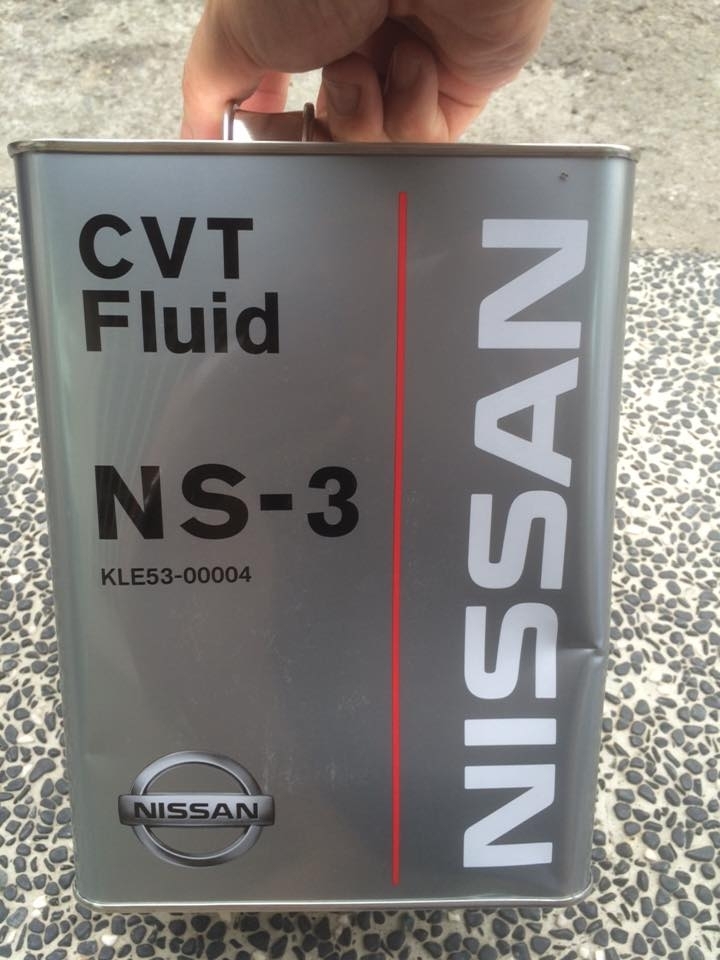 CVT
Fluid
NS-3
KLE53-00004
NISSAN
NISSAN